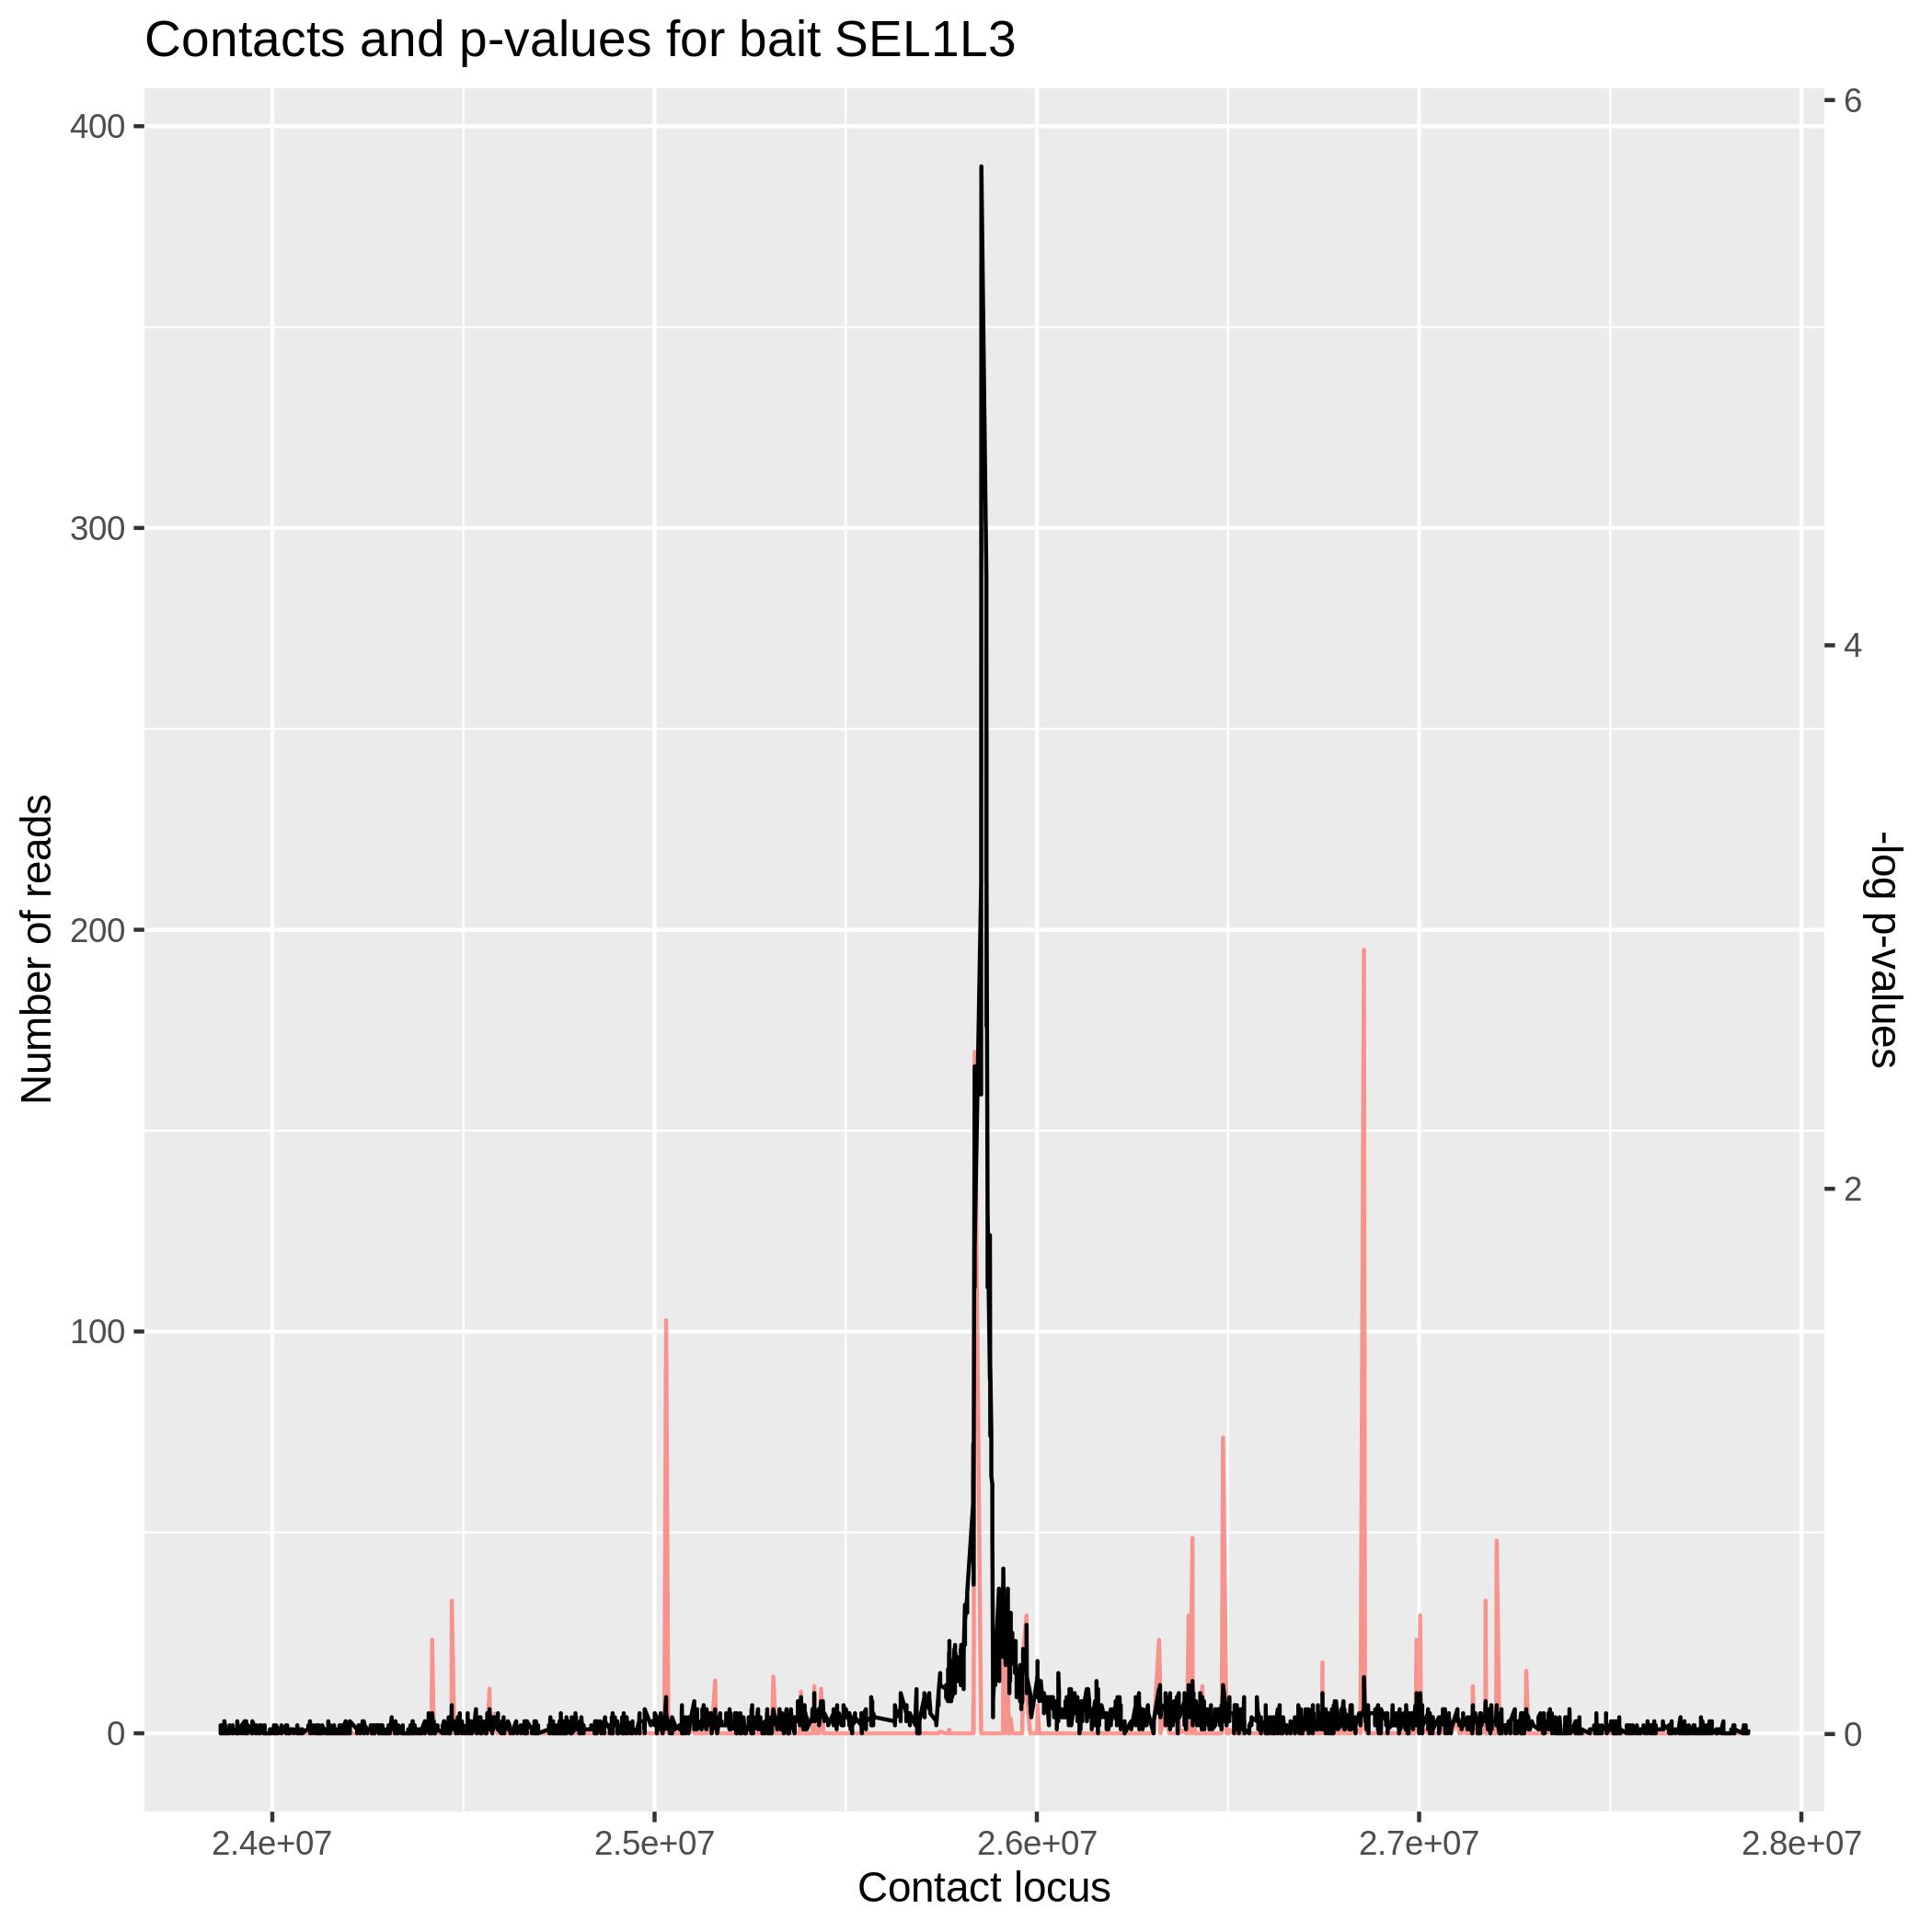 Contacts and p-values for bait SEL1L3
400
300
200
100
0
Number of reads
6
4
2
0
-log p-values
2.4e+07
2.5e+07
2.6e+07
2.7e+07
2.8e+07
Contact locus